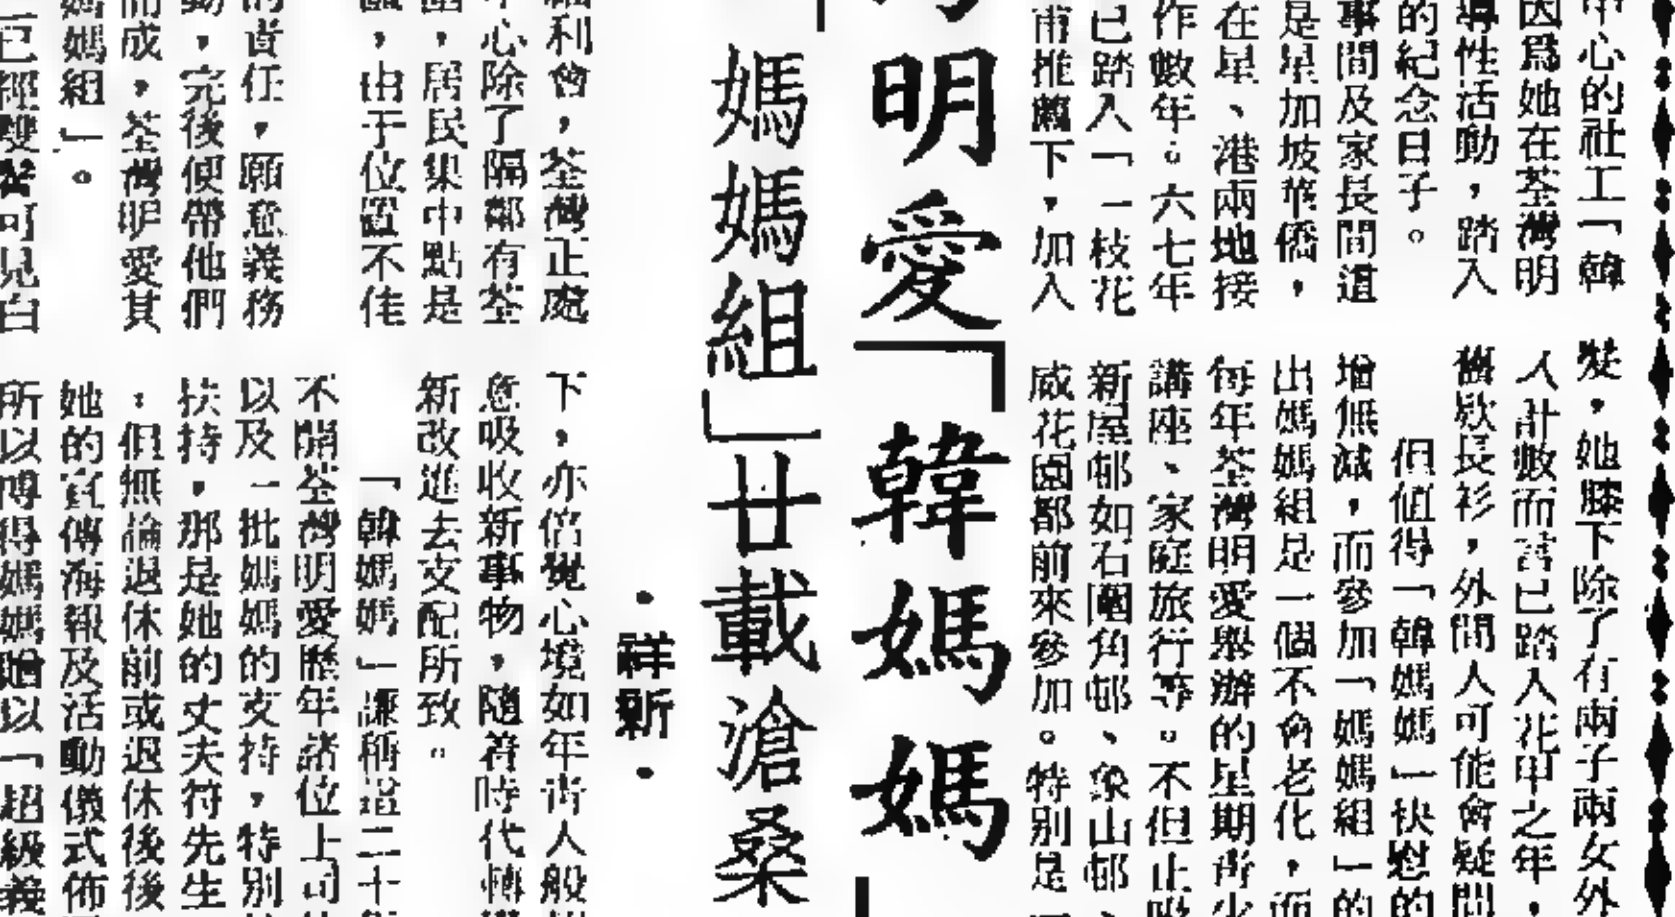 中心的社工「韓
因爲她在荃灣明
導性活動，踏入
的紀念日子。
事間及家長間道
是星加坡華僑，
在星、港兩地接
作數年。六七年
已踏入「一枝花
甫推薦下，加入
髮，她膝下除了有兩子兩女外
人計數而言已踏入花甲之年，
舊欵長衫，外間人可能會疑問
但値得「韓媽媽」快慰的
增無減，而參加「媽媽組」的
出媽媽組是一個不會老化，而
每年荃灣明愛舉辦的星期靑少
講座、家庭旅行等。不但止吸
新屋邨如石圍角邨、象山邨、
威花園都前來參加。特別是
明愛「韓媽媽
媽媽組」廿載滄桑
·祥新·
福利會，荃灣正處
中心除了隔鄰有荃
，居民集中點是
，由于位置不佳
的責任，願意義務
動，完後便帶他們
而成，荃灣明愛其
媽媽組」。
已經雙鬢可見白
下，亦倍覺心境如年靑人般
意吸收新事物，隨着時代轉
新改進去支配所致。
「韓媽媽」謙稱這二十
不開荃灣明愛歷年諸位上司
以及一批媽媽的支持，特別
扶持，那是她的丈夫符先生
，但無論退休前或退休後後
她的宣傳海報及活動儀式佈
所以博得媽媽贈以「超級義